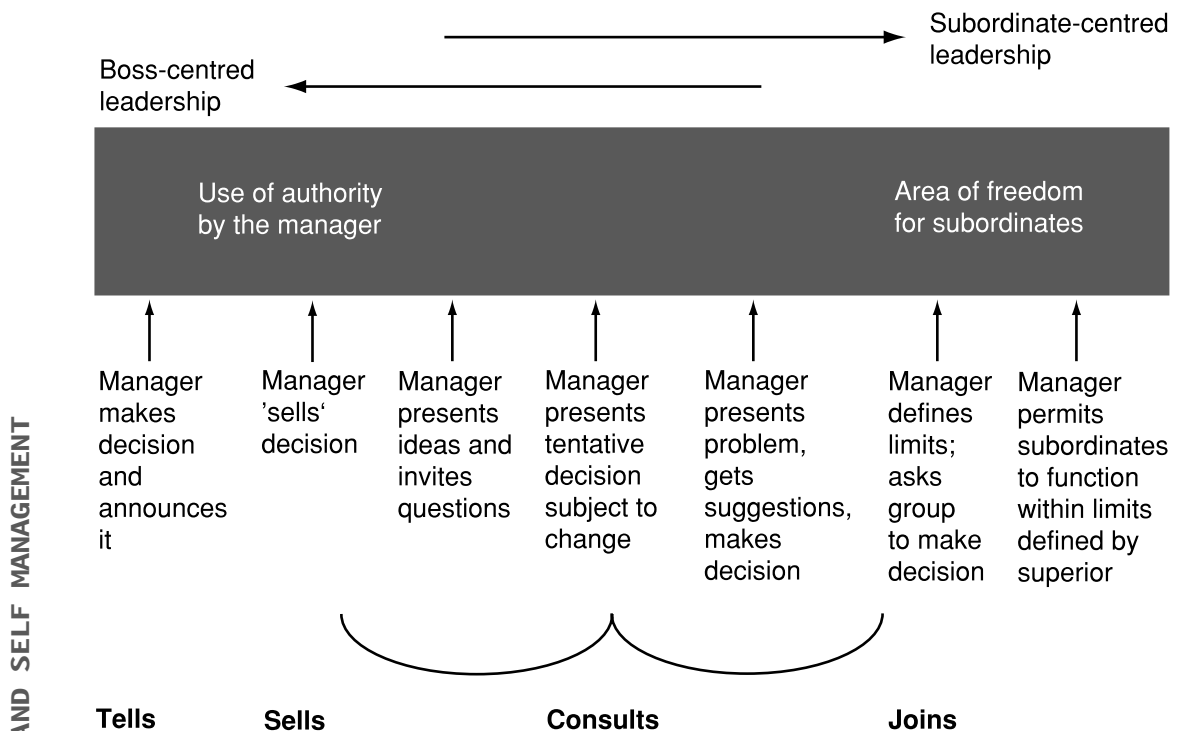 Subordinate-centred
leadership
Boss-centred
leadership
Use of authority
by the manager
Area of freedom
for subordinates
Manager
makes
decision
and
announces
it
Manager
’sells‘
decision
Manager
presents
ideas and
invites
questions
Manager
presents
tentative
decision
subject to
change
Manager
presents
problem,
gets
suggestions,
makes
decision
Manager
defines
limits;
asks
group
to make
decision
Manager
permits
subordinates
to function
within limits
defined by
superior
Tells
Sells
Consults
Joins
AND SELF MANAGEMENT